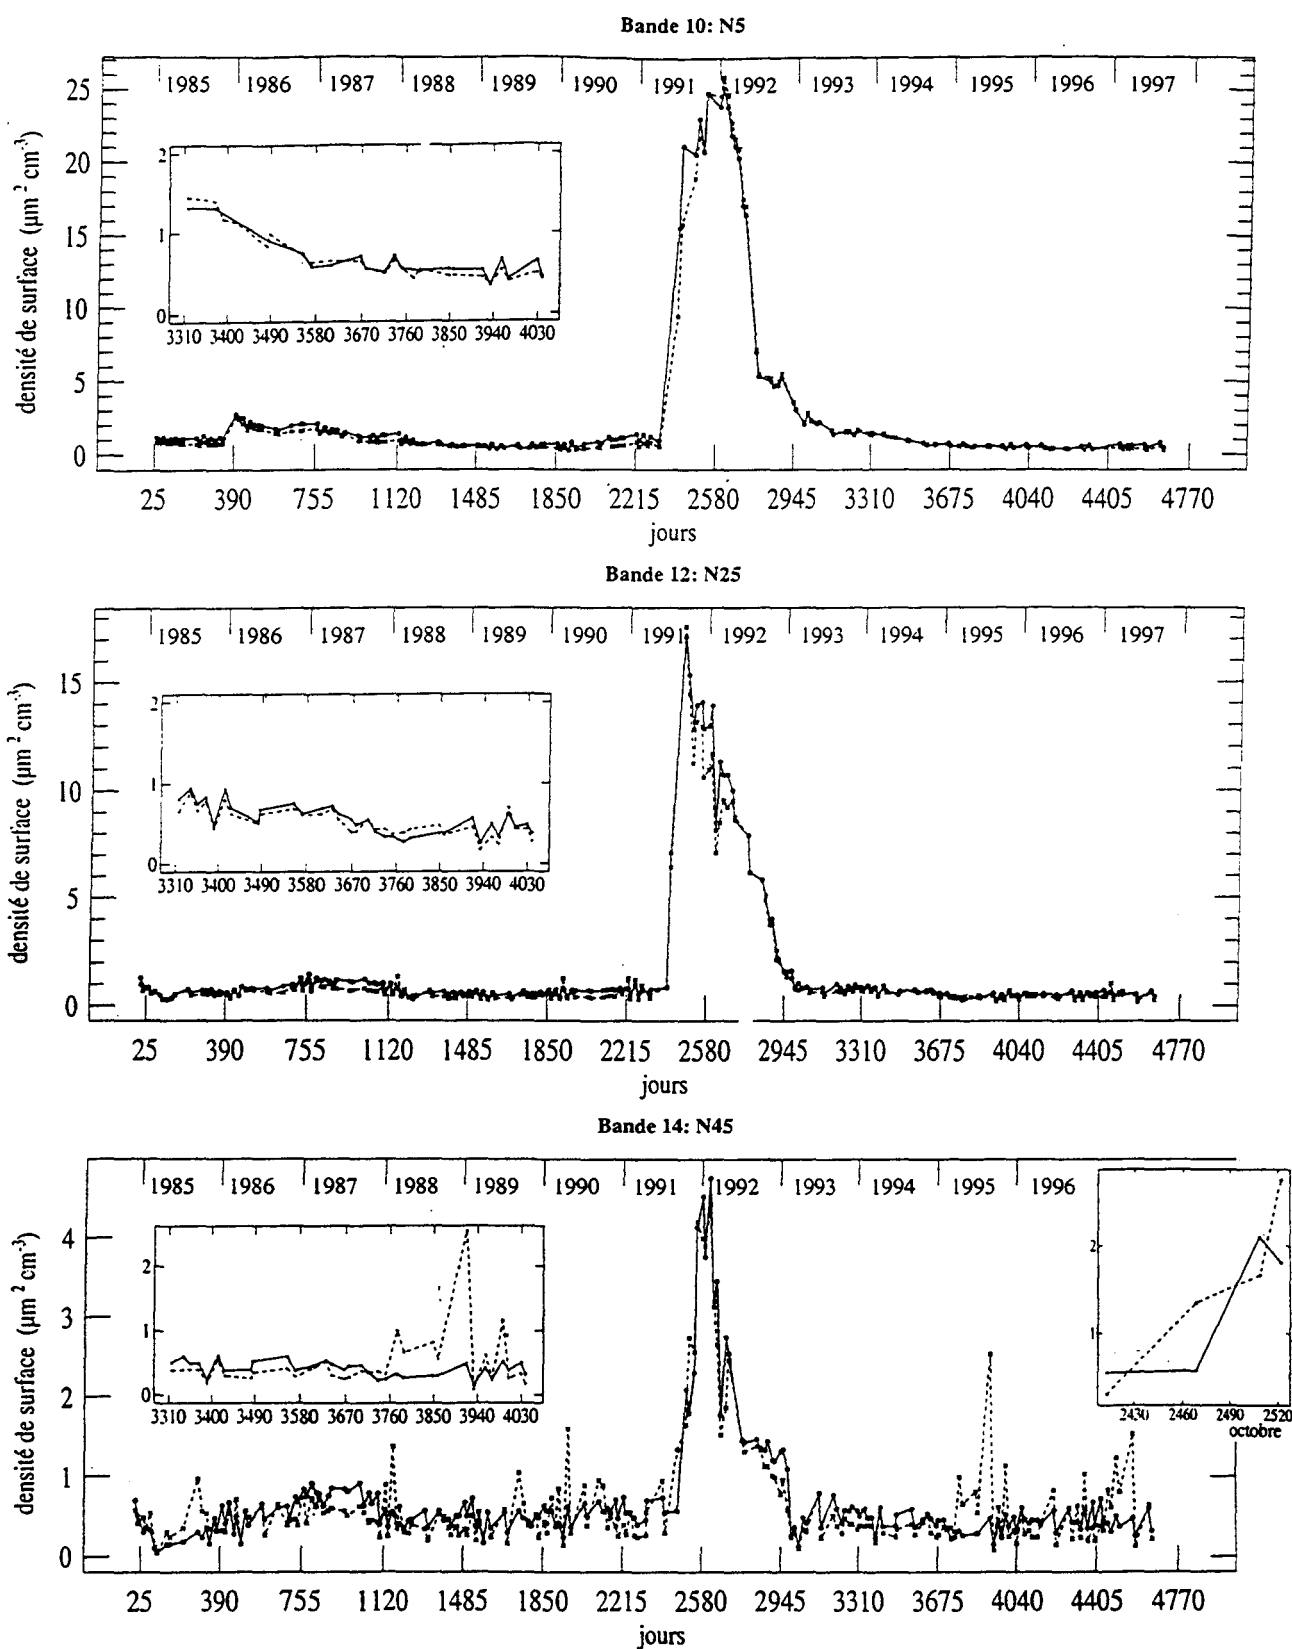 Bande 10: N5
1985 1986 1987 1988 1989 1990 1991 1992 1993 1994 1995 1996 1997
25
20
15
10
5
0
densité de surface (µm² cm⁻³)
2
1
0
3310 3400 3490 3580 3670 3760 3850 3940 4030
25 390 755 1120 1485 1850 2215 2580 2945 3310 3675 4040 4405 4770
jours
Bande 12: N25
1985 1986 1987 1988 1989 1990 1991 1992 1993 1994 1995 1996 1997
15
10
5
0
densité de surface (µm² cm⁻³)
2
1
0
3310 3400 3490 3580 3670 3760 3850 3940 4030
25 390 755 1120 1485 1850 2215 2580 2945 3310 3675 4040 4405 4770
jours
Bande 14: N45
1985 1986 1987 1988 1989 1990 1991 1992 1993 1994 1995 1996
4
3
2
1
0
densité de surface (µm² cm⁻³)
2
1
0
3310 3400 3490 3580 3670 3760 3850 3940 4030
2
1
2430 2460 2490 2520
octobre
25 390 755 1120 1485 1850 2215 2580 2945 3310 3675 4040 4405 4770
jours